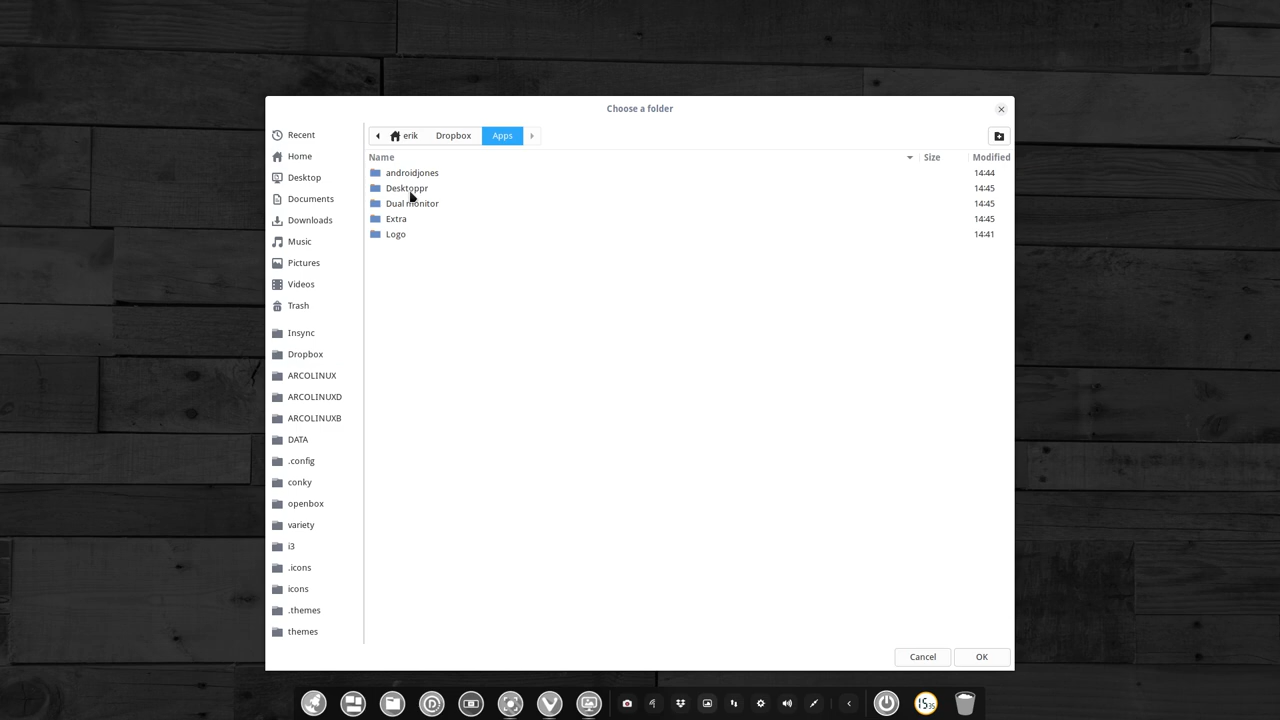 Choose a folder
Recent
Home
Desktop
Documents
Downloads
Music
Pictures
Videos
Trash
Insync
Dropbox
ARCOLINUX
ARCOLINUXD
ARCOLINUXB
DATA
.config
conky
openbox
variety
i3
.icons
icons
.themes
themes
erik Dropbox Apps
Name Size Modified
androidjones 14:44
Desktoppr 14:45
Dual monitor 14:45
Extra 14:45
Logo 14:41
Cancel OK
15 35